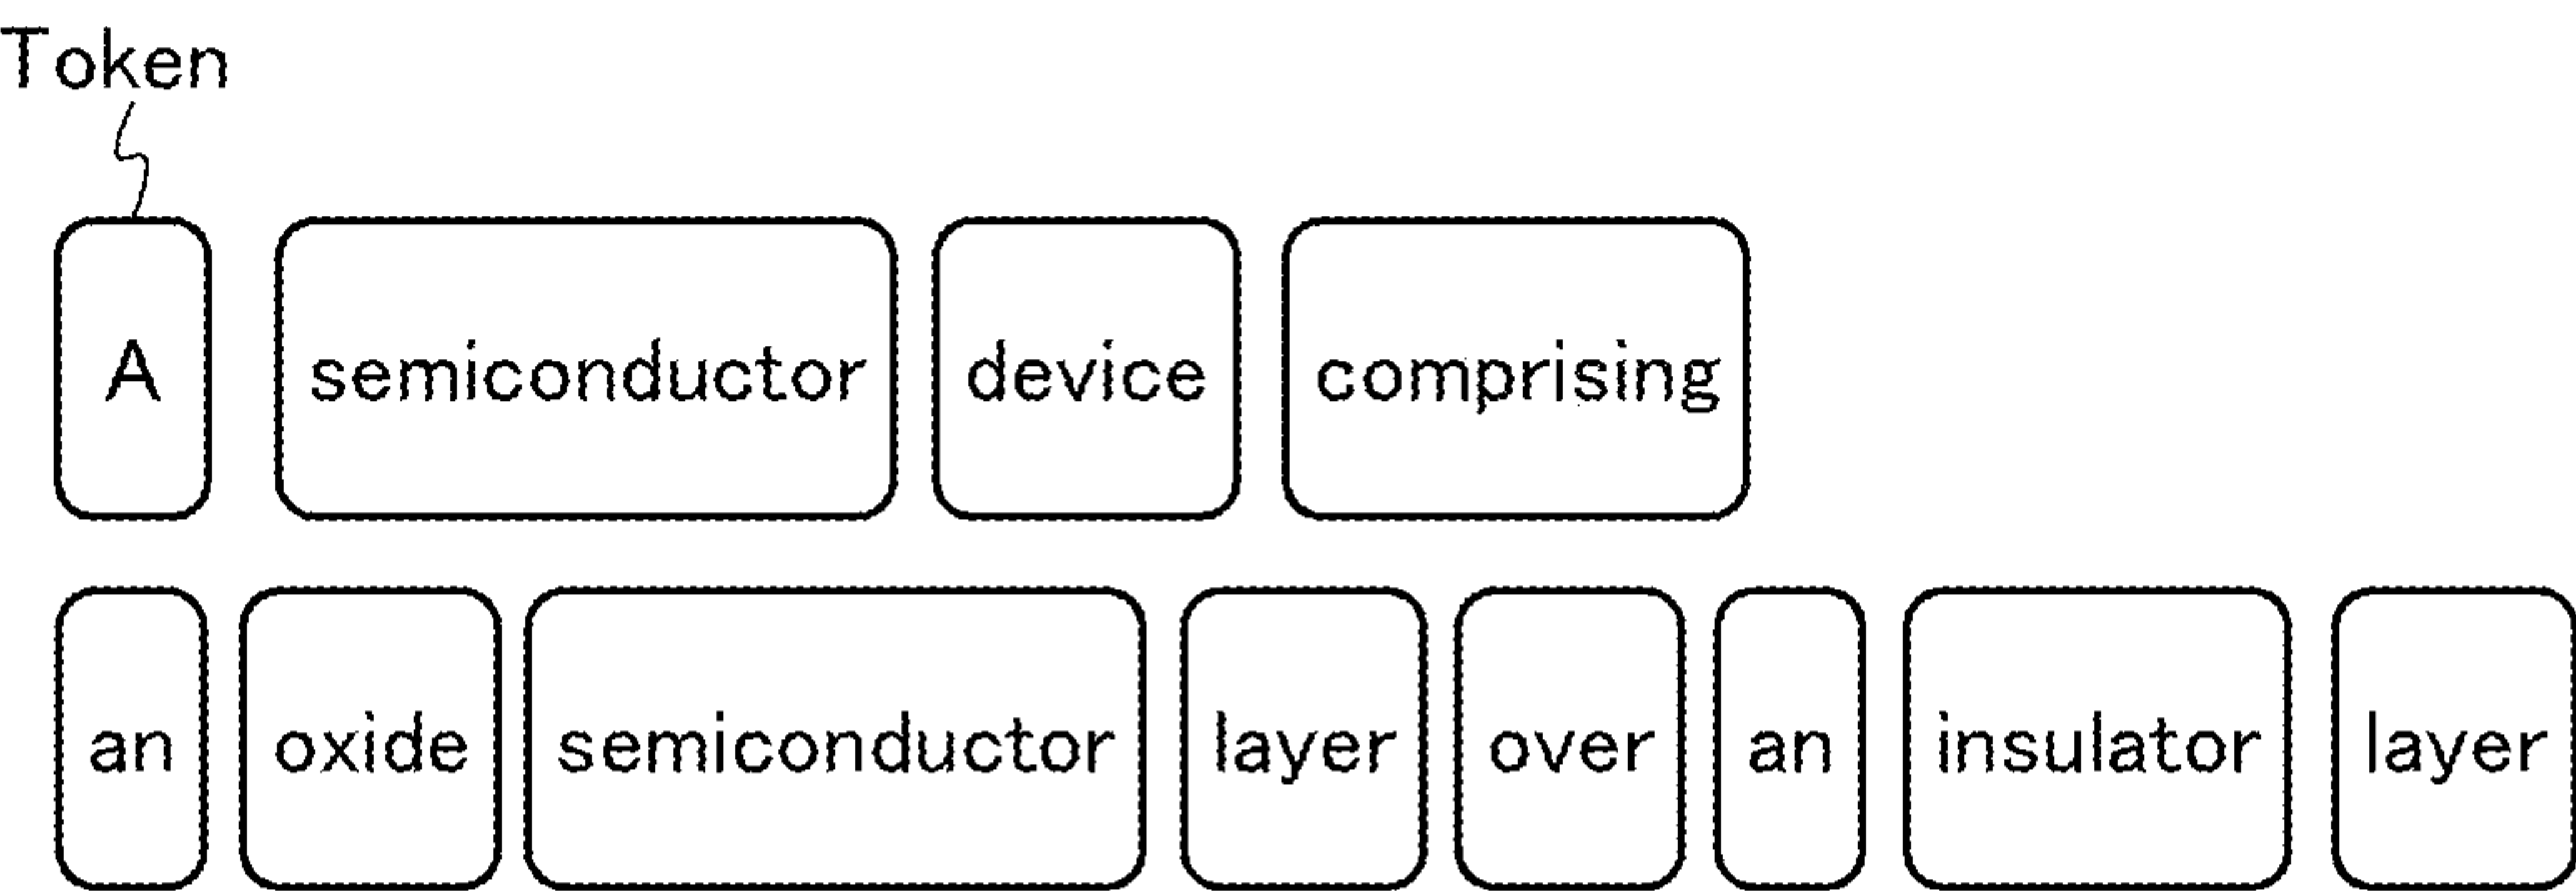 Token
A semiconductor device comprising
an oxide semiconductor layer over an insulator layer